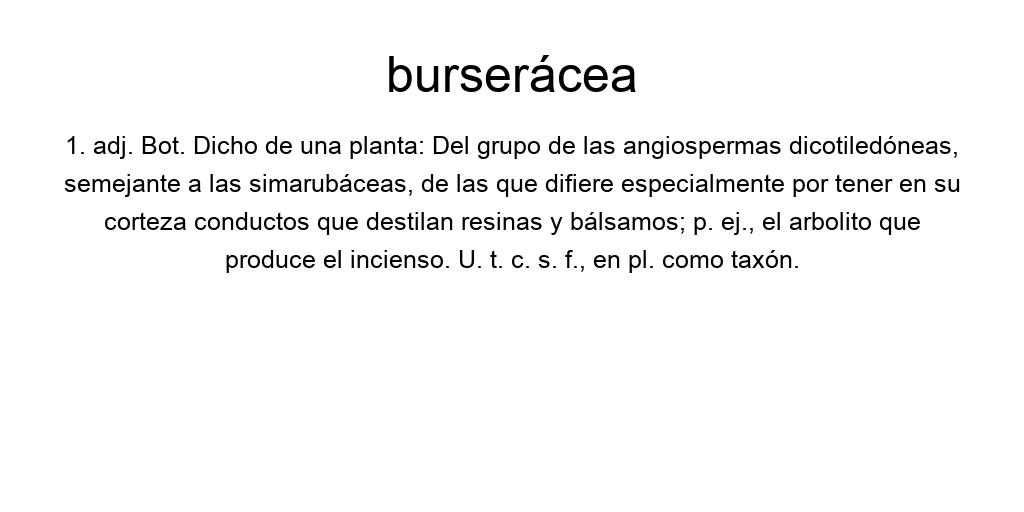 burserácea
1. adj. Bot. Dicho de una planta: Del grupo de las angiospermas dicotiledóneas,
semejante a las simarubáceas, de las que difiere especialmente por tener en su
corteza conductos que destilan resinas y bálsamos; p. ej., el arbolito que
produce el incienso. U. t. c. s. f., en pl. como taxón.